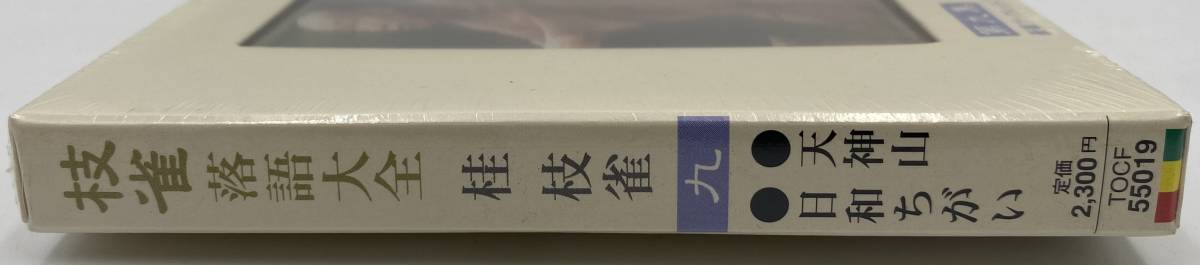 枝雀落語大全
桂枝雀
九
●天神山
●日和ちがい
定価
2,300円
TOCF
55019